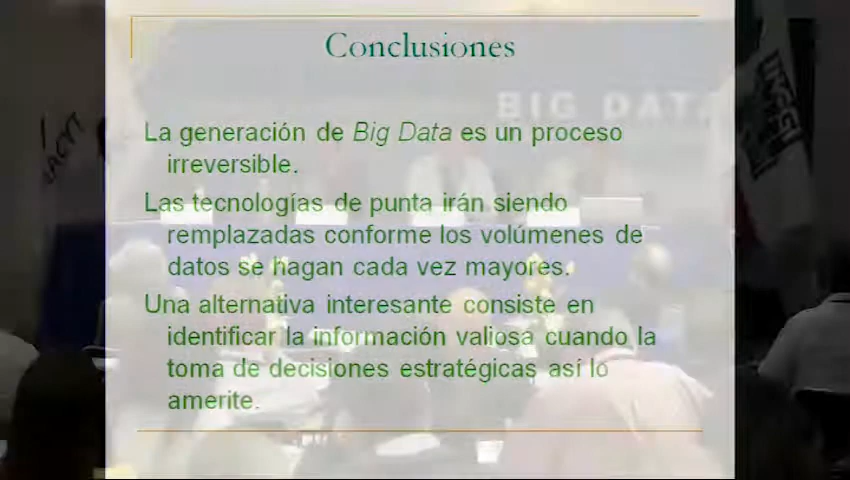 Conclusiones
BIG DATA
La generación de Big Data es un proceso
irreversible.
Las tecnologías de punta irán siendo
remplazadas conforme los volúmenes de
datos se hagan cada vez mayores.
Una alternativa interesante consiste en
identificar la información valiosa cuando la
toma de decisiones estratégicas así lo
amerite.